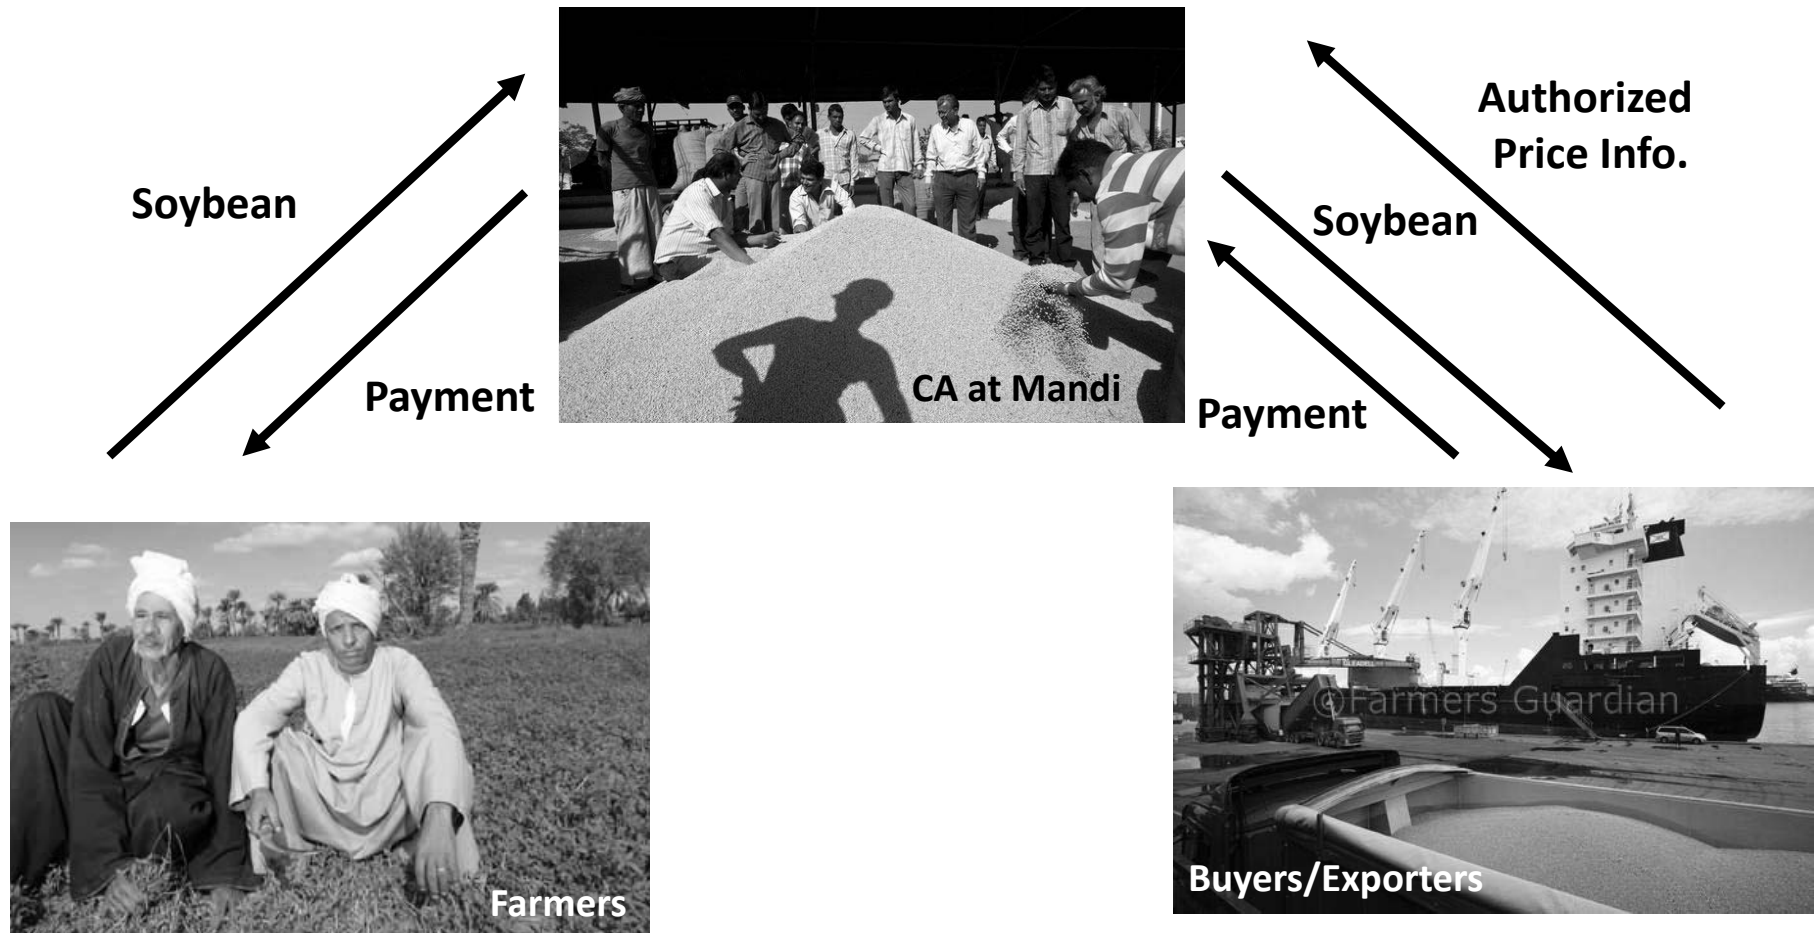 Authorized
Price Info.
Soybean
Soybean
CA at Mandi
Payment
Payment
©Farmers Guardian
Buyers/Exporters
Farmers